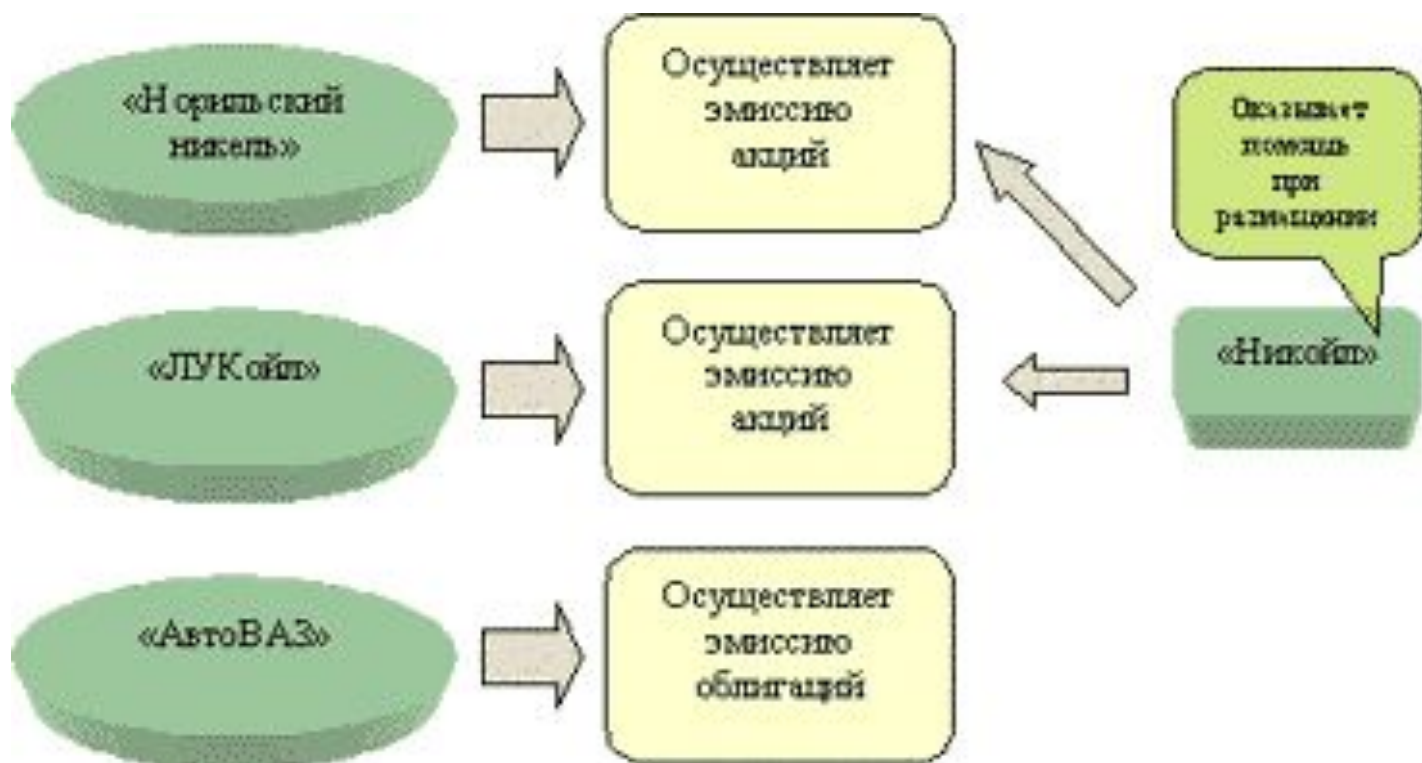 «Норильский
никель»
Осуществляет
эмиссию
акций
Оказывает
помощь
при
размещении
«ЛУКойл»
Осуществляет
эмиссию
акций
«Никойл»
«АвтоВАЗ»
Осуществляет
эмиссию
облигаций